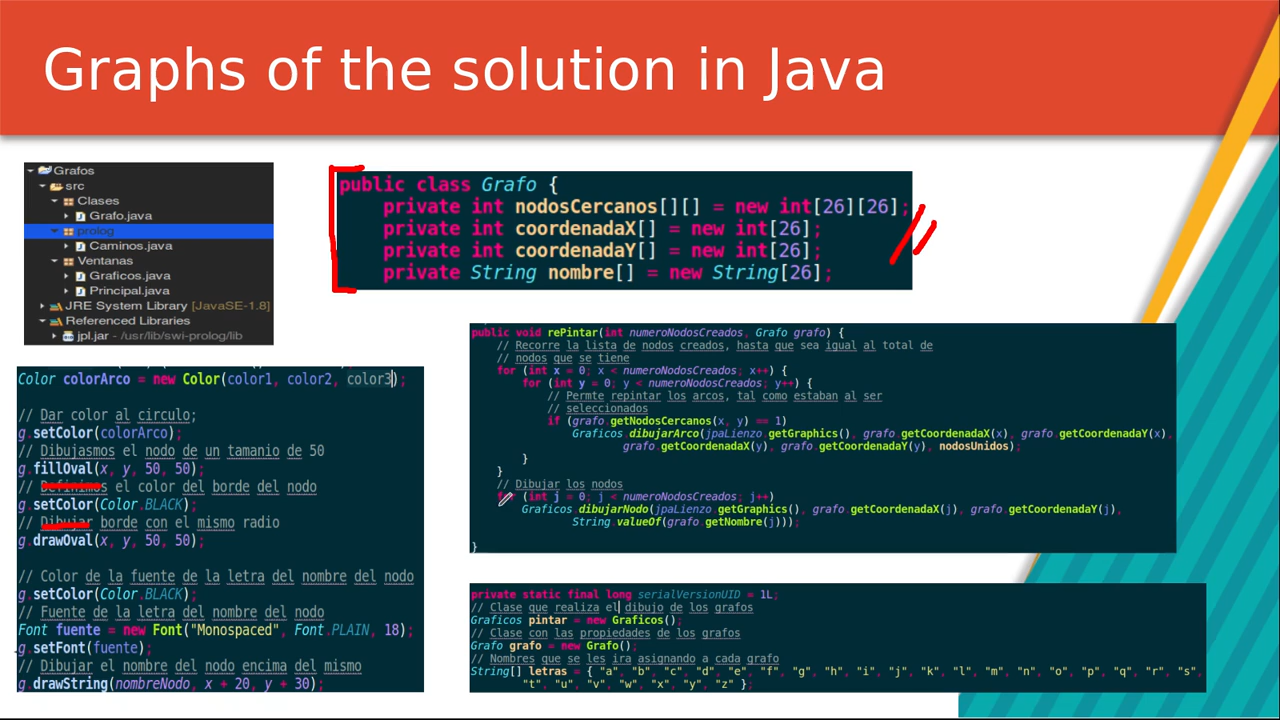 Graphs of the solution in Java
Grafos
src
Clases
Grafo.java
prolog
Caminos.java
Ventanas
Graficos.java
Principal.java
JRE System Library [JavaSE-1.8]
Referenced Libraries
jpl.jar - /usr/lib/swi-prolog/lib
public class Grafo {
private int nodosCercanos[][] = new int[26][26];
private int coordenadaX[] = new int[26];
private int coordenadaY[] = new int[26];
private String nombre[] = new String[26];
Color colorArco = new Color(color1, color2, color3);
// Dar color al circulo;
g.setColor(colorArco);
// Dibujasmos el nodo de un tamanio de 50
g.fillOval(x, y, 50, 50);
// Definimos el color del borde del nodo
g.setColor(Color.BLACK);
// Dibujar borde con el mismo radio
g.drawOval(x, y, 50, 50);
// Color de la fuente de la letra del nombre del nodo
g.setColor(Color.BLACK);
// Fuente de la letra del nombre del nodo
Font fuente = new Font("Monospaced", Font.PLAIN, 18);
g.setFont(fuente);
// Dibujar el nombre del nodo encima del mismo
g.drawString(nombreNodo, x + 20, y + 30);
public void rePintar(int numeroNodosCreados, Grafo grafo) {
// Recorre la lista de nodos creados, hasta que sea igual al total de
// nodos que se tiene
for (int x = 0; x < numeroNodosCreados; x++) {
for (int y = 0; y < numeroNodosCreados; y++) {
// Permte repintar los arcos, tal como estaban al ser
// seleccionados
if (grafo.getNodosCercanos(x, y) == 1)
Graficos.dibujarArco(jpaLienzo.getGraphics(), grafo.getCoordenadaX(x), grafo.getCoordenadaY(x),
grafo.getCoordenadaX(y), grafo.getCoordenadaY(y), nodosUnidos);
}
}
// Dibujar los nodos
for (int j = 0; j < numeroNodosCreados; j++)
Graficos.dibujarNodo(jpaLienzo.getGraphics(), grafo.getCoordenadaX(j), grafo.getCoordenadaY(j),
String.valueOf(grafo.getNombre(j)));
}
private static final long serialVersionUID = 1L;
// Clase que realiza el dibujo de los grafos
Graficos pintar = new Graficos();
// Clase con las propiedades de los grafos
Grafo grafo = new Grafo();
// Nombres que se les ira asignando a cada grafo
String[] letras = { "a", "b", "c", "d", "e", "f", "g", "h", "i", "j", "k", "l", "m", "n", "o", "p", "q", "r", "s",
"t", "u", "v", "w", "x", "y", "z" };